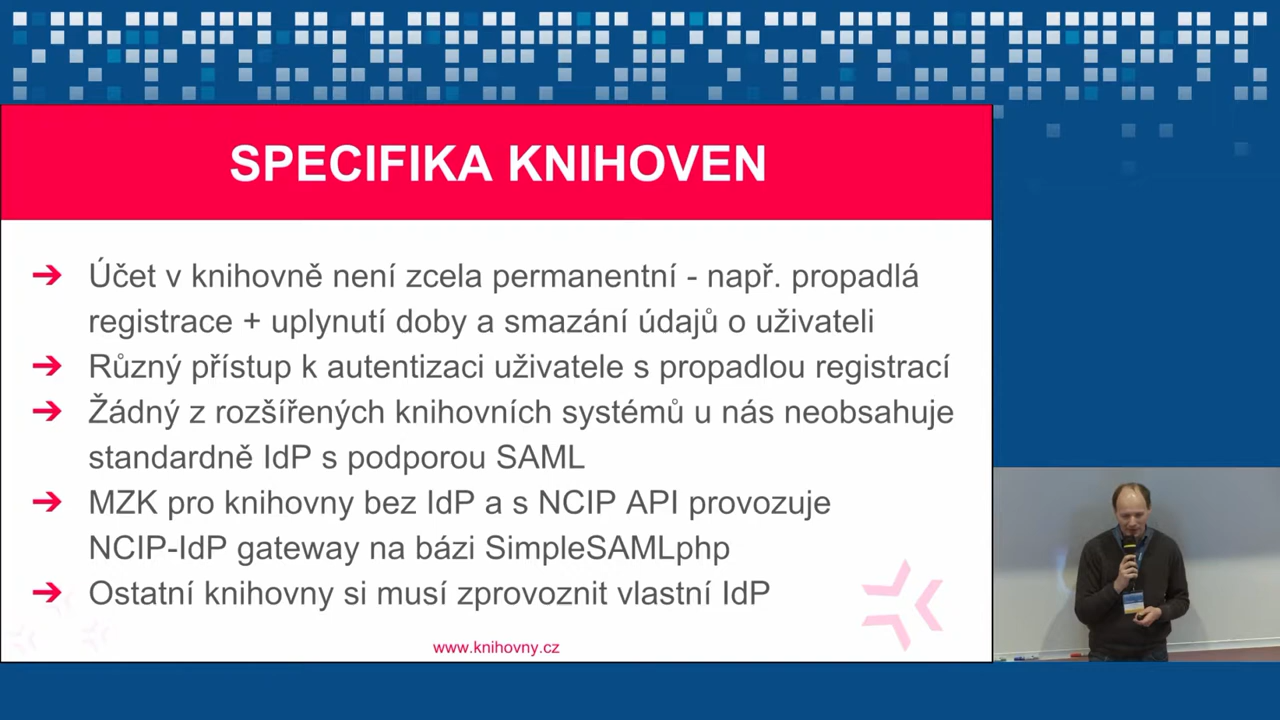 SPECIFIKA KNIHOVEN
➔ Účet v knihovně není zcela permanentní - např. propadlá
registrace + uplynutí doby a smazání údajů o uživateli
➔ Různý přístup k autentizaci uživatele s propadlou registrací
➔ Žádný z rozšířených knihovních systémů u nás neobsahuje
standardně IdP s podporou SAML
➔ MZK pro knihovny bez IdP a s NCIP API provozuje
NCIP-IdP gateway na bázi SimpleSAMLphp
➔ Ostatní knihovny si musí zprovoznit vlastní IdP
www.knihovny.cz